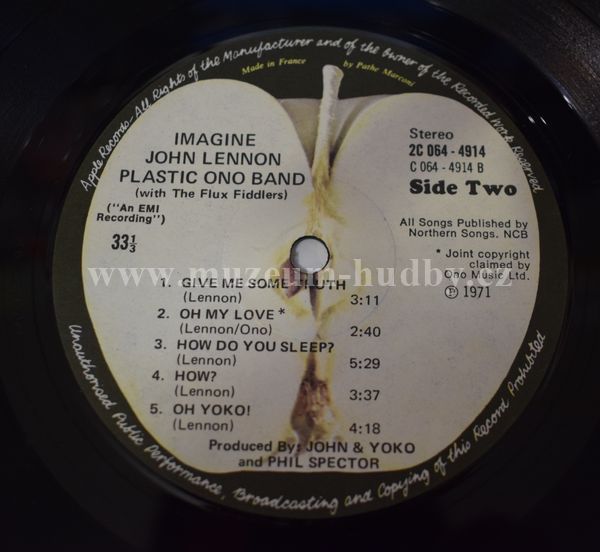 Apple Records - All Rights of the Manufacturer and of the Owner of the Recorded Work Reserved
Made in France by Pathe Marconi
IMAGINE
JOHN LENNON
PLASTIC ONO BAND
(with The Flux Fiddlers)
("An EMI
Recording")
33 1/3
Stereo
2C 064 - 4914
C 064 - 4914 B
Side Two
All Songs Published by
Northern Songs. NCB
* Joint copyright
claimed by
Ono Music Ltd.
℗ 1971
www.muzeum-hudby.cz
1. GIVE ME SOME TRUTH
(Lennon) 3:11
2. OH MY LOVE *
(Lennon/Ono) 2:40
3. HOW DO YOU SLEEP?
(Lennon) 5:29
4. HOW?
(Lennon) 3:37
5. OH YOKO!
(Lennon) 4:18
Produced By: JOHN & YOKO
and PHIL SPECTOR
Unauthorised Public Performance, Broadcasting and Copying of this Record Prohibited